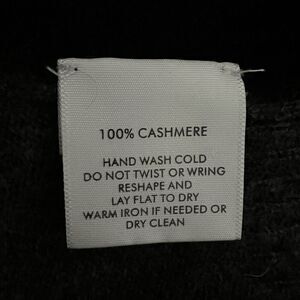 100% CASHMERE
HAND WASH COLD
DO NOT TWIST OR WRING
RESHAPE AND
LAY FLAT TO DRY
WARM IRON IF NEEDED OR
DRY CLEAN